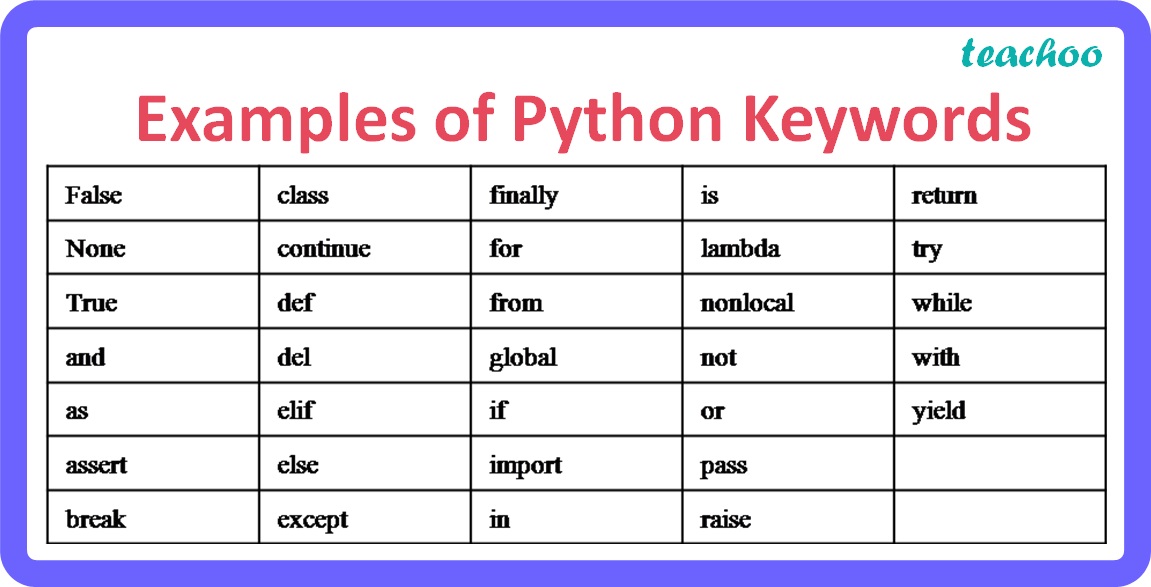 teachoo
Examples of Python Keywords
False class finally is return
None continue for lambda try
True def from nonlocal while
and del global not with
as elif if or yield
assert else import pass
break except in raise